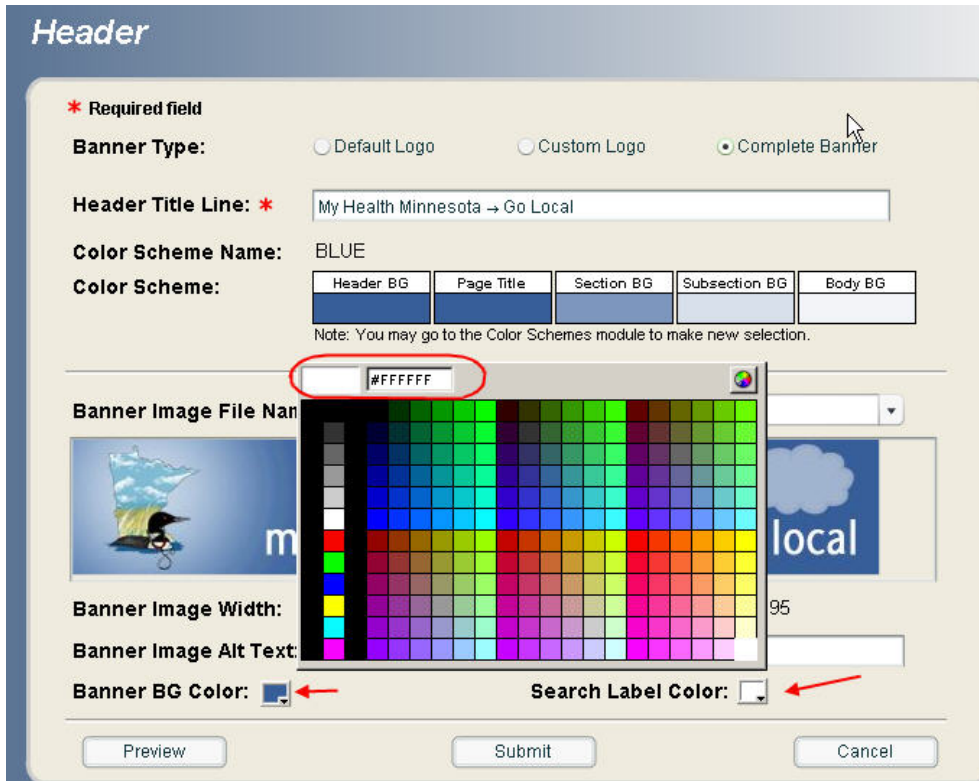 Header
* Required field
Banner Type: Default Logo Custom Logo Complete Banner
Header Title Line: * My Health Minnesota → Go Local
Color Scheme Name: BLUE
Color Scheme: Header BG Page Title Section BG Subsection BG Body BG
Note: You may go to the Color Schemes module to make new selection.
#FFFFFF
Banner Image File Nam
m local
Banner Image Width: 95
Banner Image Alt Text:
Banner BG Color: Search Label Color:
Preview Submit Cancel